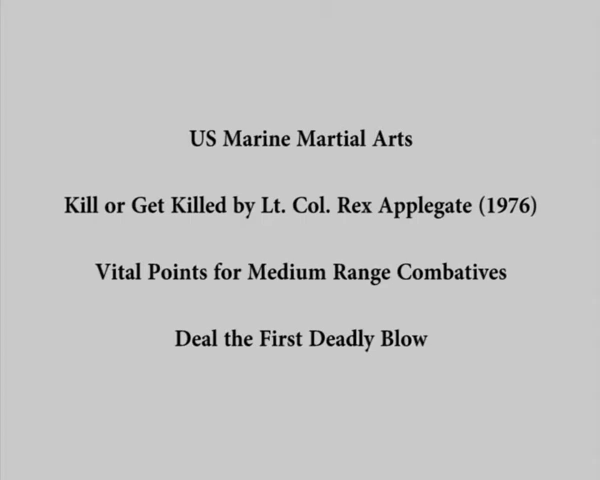 US Marine Martial Arts
Kill or Get Killed by Lt. Col. Rex Applegate (1976)
Vital Points for Medium Range Combatives
Deal the First Deadly Blow